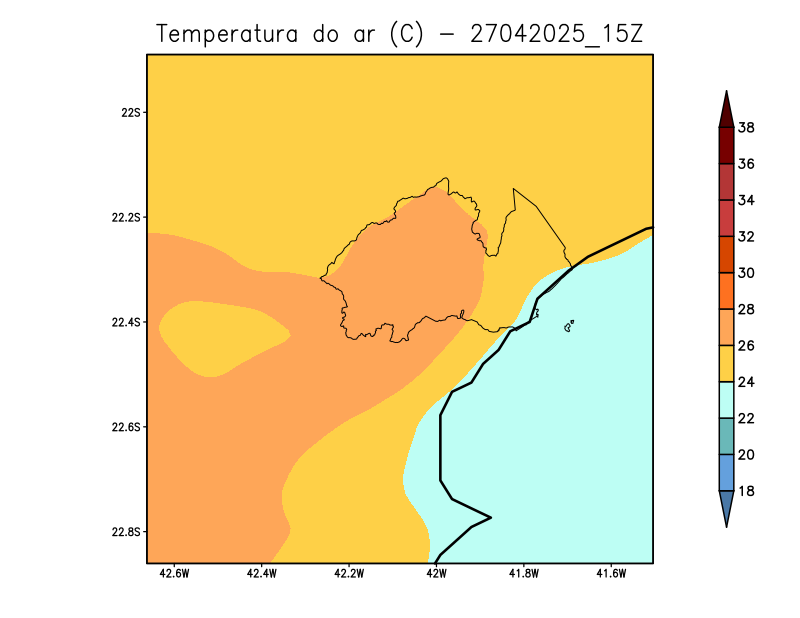 Temperatura do ar (C) - 27042025_15Z
22S
22.2S
22.4S
22.6S
22.8S
42.6W
42.4W
42.2W
42W
41.8W
41.6W
38
36
34
32
30
28
26
24
22
20
18